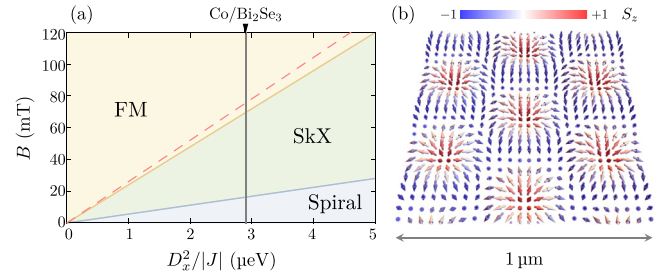 (a)
Co/Bi₂Se₃
120
100
80
60
40
20
0
B (mT)
FM
SkX
Spiral
0 1 2 3 4 5
D²ₓ/|J| (µeV)
(b)
−1 +1 S_z
1 µm